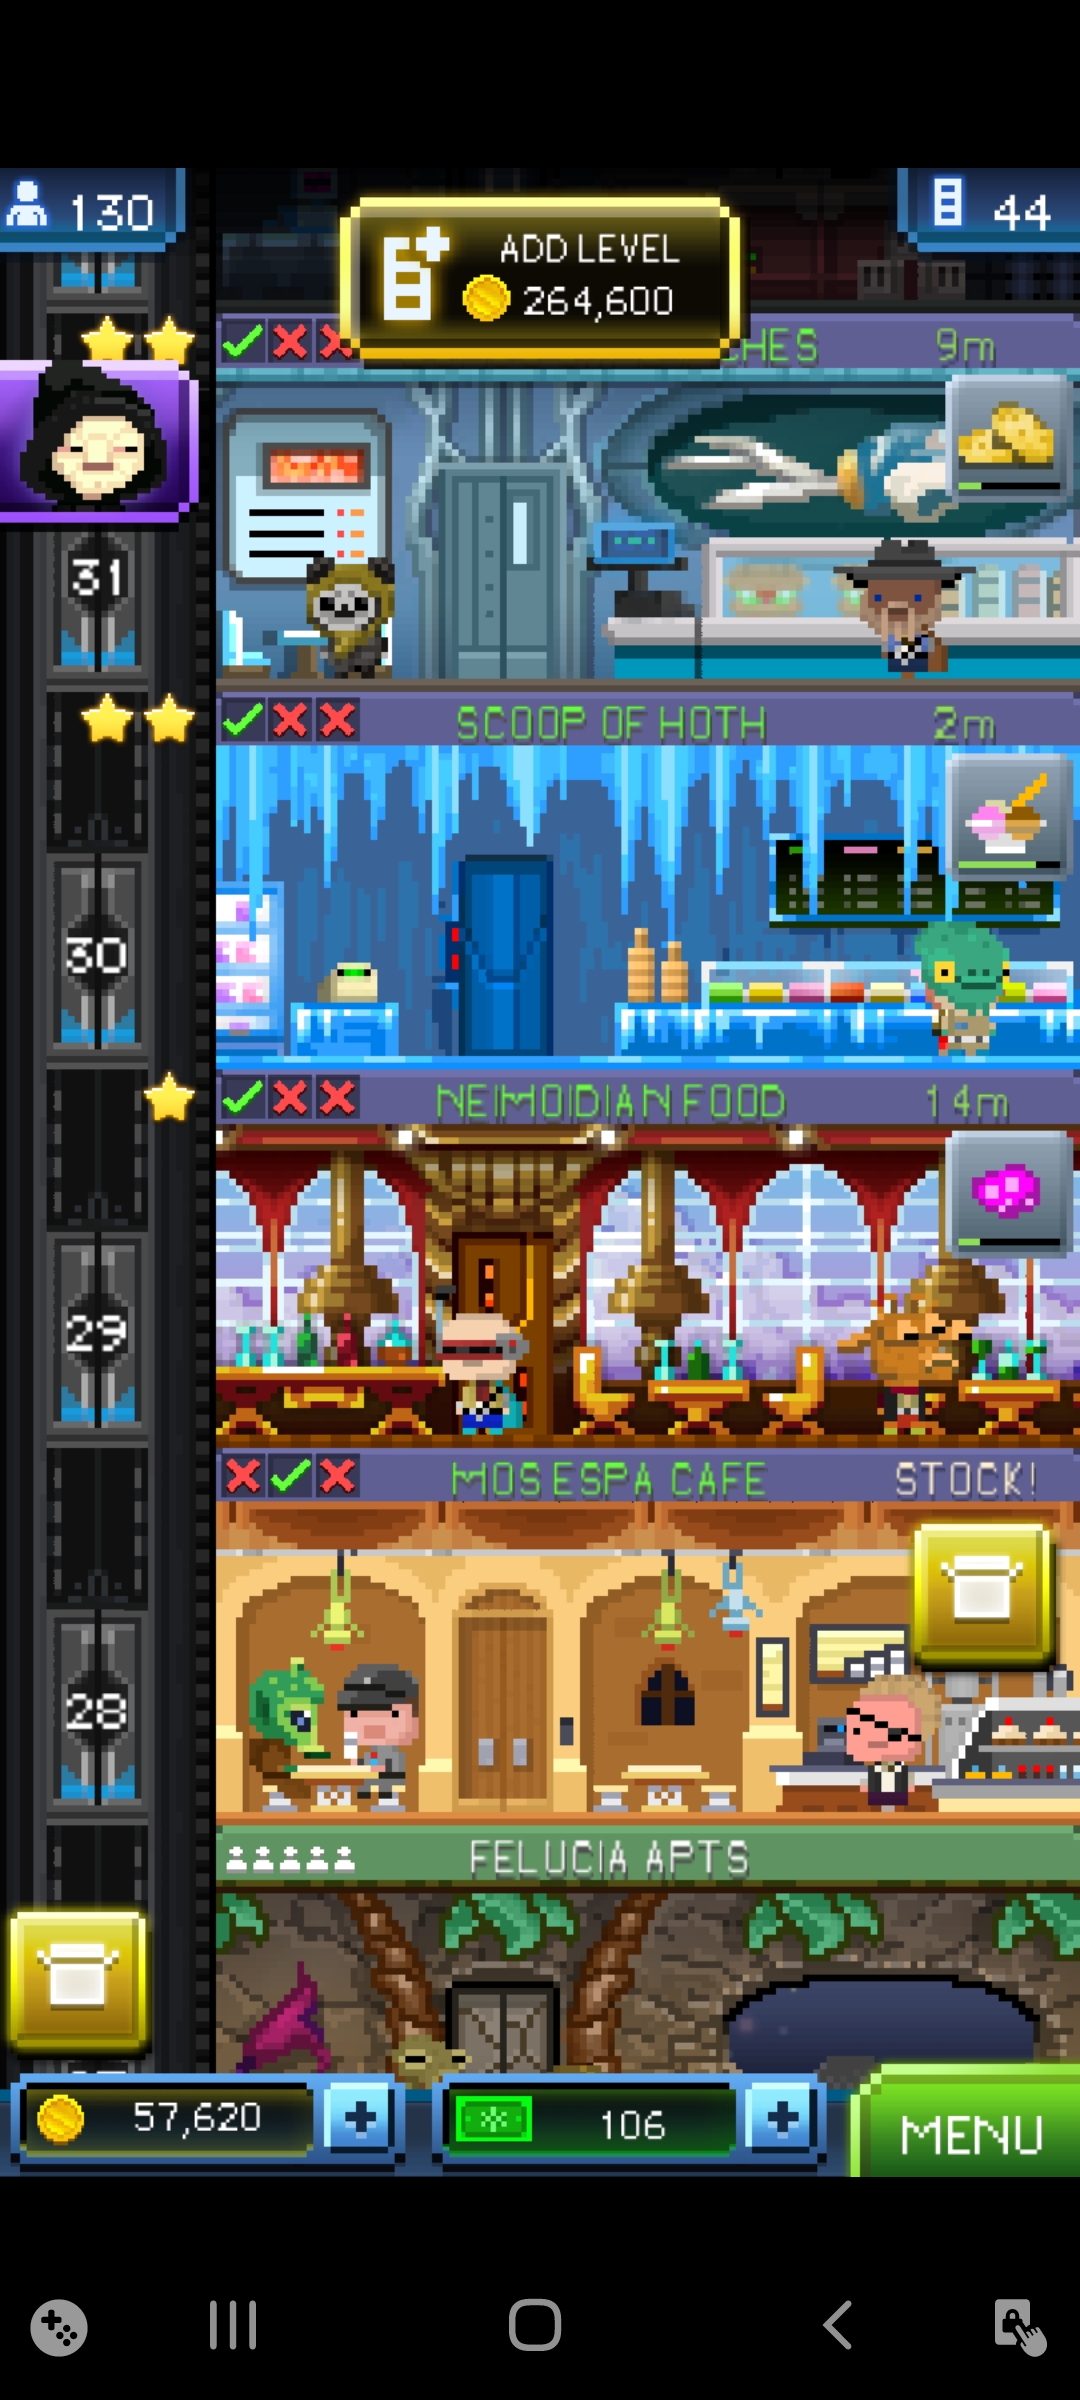 130
ADD LEVEL
264,600
44
CHES 9m
31
SCOOP OF HOTH 2m
30
NEIMOIDIAN FOOD 14m
29
MOS ESPA CAFE STOCK!
28
FELUCIA APTS
57,620
106
MENU